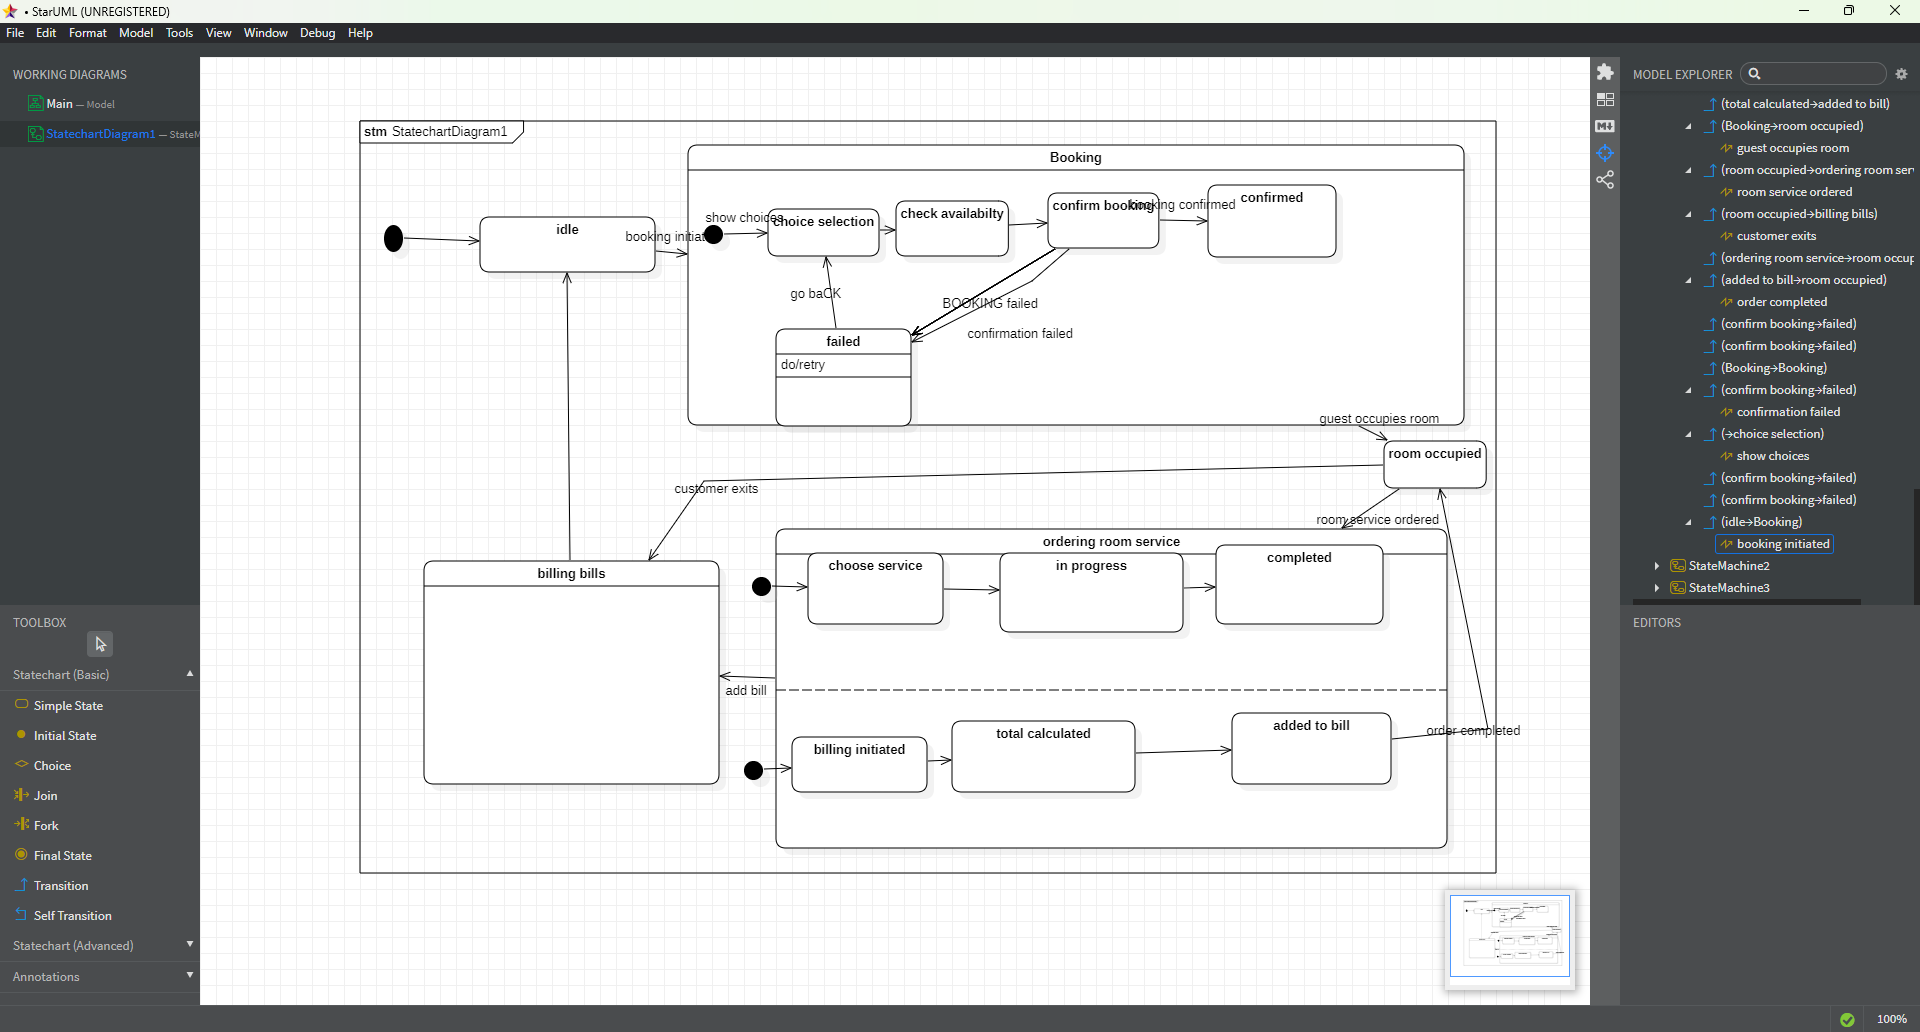 • StarUML (UNREGISTERED)
File Edit Format Model Tools View Window Debug Help
WORKING DIAGRAMS
Main — Model
StatechartDiagram1 — StateM
TOOLBOX
Statechart (Basic)
Simple State
Initial State
Choice
Join
Fork
Final State
Transition
Self Transition
Statechart (Advanced)
Annotations
stm StatechartDiagram1
Booking
idle
booking initiat
show choices
choice selection
check availabilty
confirm booking
booking confirmed
confirmed
go baCK
BOOKING failed
confirmation failed
failed
do/retry
guest occupies room
room occupied
customer exits
room service ordered
ordering room service
choose service
in progress
completed
billing bills
add bill
billing initiated
total calculated
added to bill
order completed
MODEL EXPLORER
(total calculated→added to bill)
(Booking→room occupied)
guest occupies room
(room occupied→ordering room ser
room service ordered
(room occupied→billing bills)
customer exits
(ordering room service→room occup
(added to bill→room occupied)
order completed
(confirm booking→failed)
(confirm booking→failed)
(Booking→Booking)
(confirm booking→failed)
confirmation failed
(→choice selection)
show choices
(confirm booking→failed)
(confirm booking→failed)
(idle→Booking)
booking initiated
StateMachine2
StateMachine3
EDITORS
100%